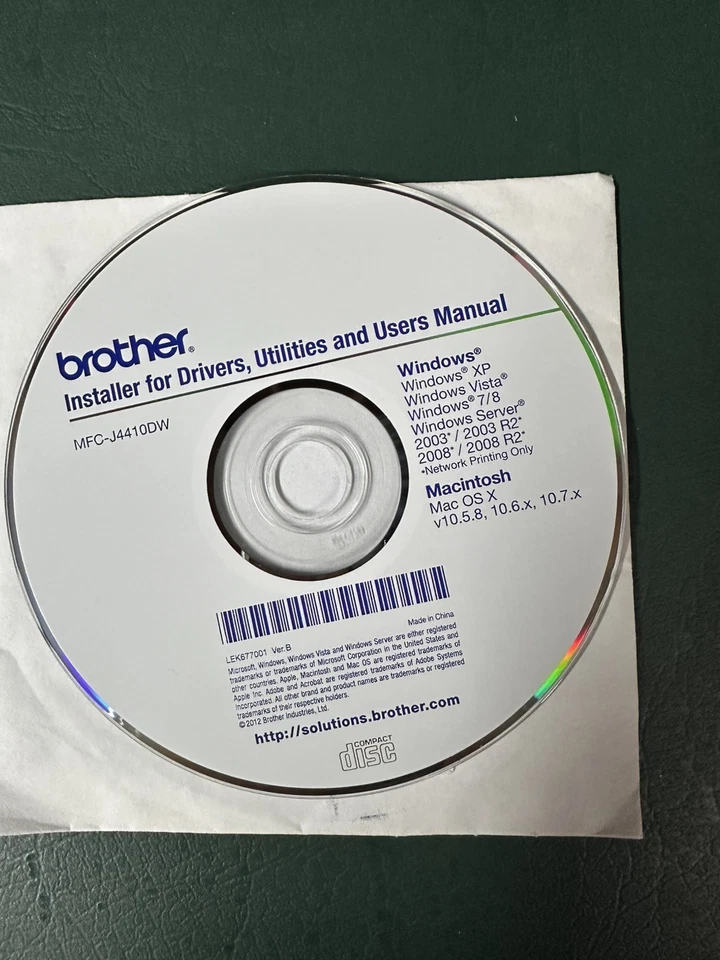 brother®
Installer for Drivers, Utilities and Users Manual
MFC-J4410DW
Windows®
Windows® XP
Windows Vista®
Windows® 7/8
Windows Server®
2003* / 2003 R2*
2008* / 2008 R2*
*Network Printing Only
Macintosh
Mac OS X
v10.5.8, 10.6.x, 10.7.x
Made in China
LEK677001 Ver.B
Microsoft, Windows, Windows Vista and Windows Server are either registered
trademarks or trademarks of Microsoft Corporation in the United States and
other countries. Apple, Macintosh and Mac OS are registered trademarks of
Apple Inc. Adobe and Acrobat are registered trademarks of Adobe Systems
Incorporated. All other brand and product names are trademarks or registered
trademarks of their respective holders.
©2012 Brother Industries, Ltd.
http://solutions.brother.com
COMPACT
disc